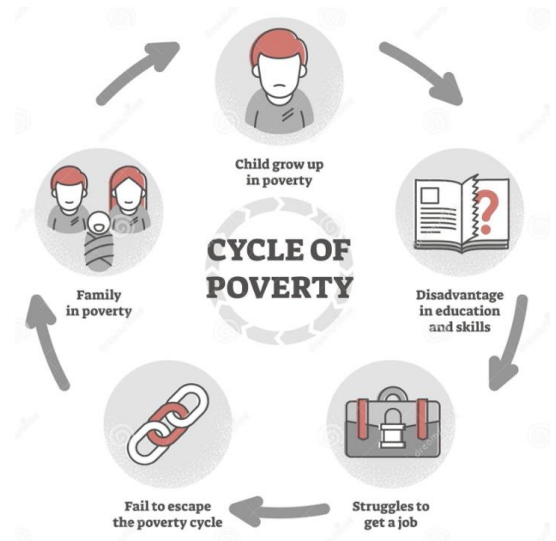 Child grow up
in poverty
CYCLE OF
POVERTY
Family
in poverty
Disadvantage
in education
and skills
?
Fail to escape
the poverty cycle
Struggles to
get a job